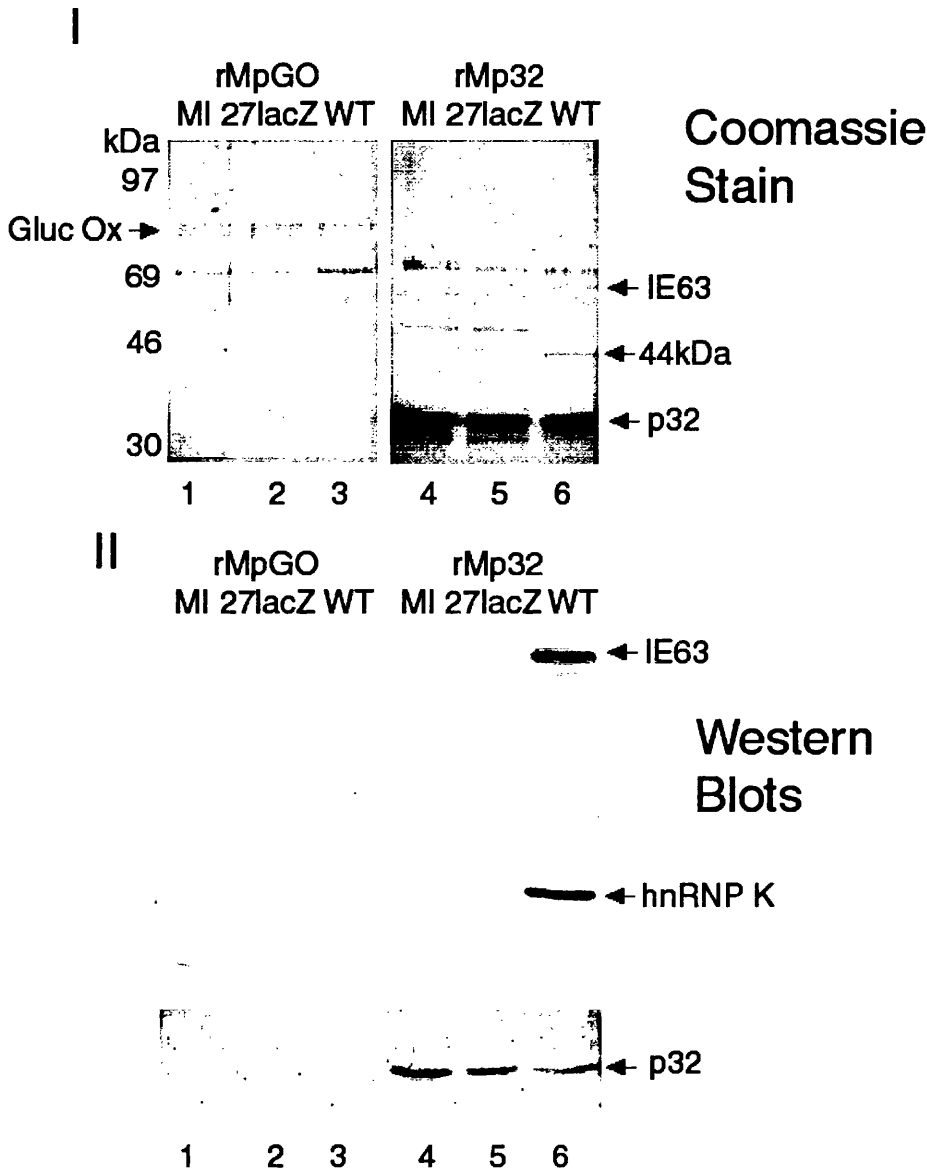 I
rMpGO rMp32
MI 27lacZ WT MI 27lacZ WT
kDa
97
Gluc Ox
69
46
30
IE63
44kDa
p32
Coomassie
Stain
1 2 3 4 5 6
II
rMpGO rMp32
MI 27lacZ WT MI 27lacZ WT
IE63
Western
Blots
hnRNP K
p32
1 2 3 4 5 6